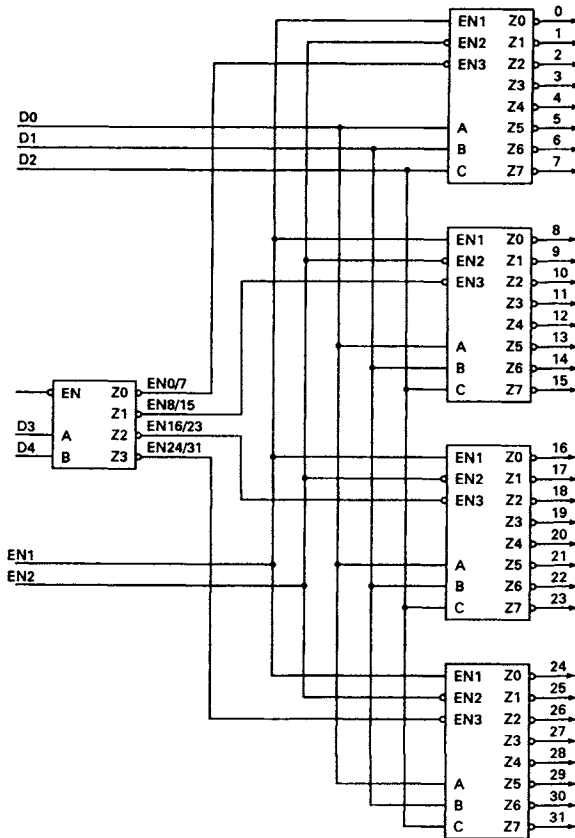 EN1 Z0 0
EN2 Z1 1
EN3 Z2 2
Z3 3
Z4 4
D0 A Z5 5
D1 B Z6 6
D2 C Z7 7
EN1 Z0 8
EN2 Z1 9
EN3 Z2 10
Z3 11
Z4 12
A Z5 13
B Z6 14
C Z7 15
EN Z0 EN0/7
Z1 EN8/15
D3 A Z2 EN16/23
D4 B Z3 EN24/31
EN1 Z0 16
EN2 Z1 17
EN3 Z2 18
Z3 19
Z4 20
EN1 A Z5 21
EN2 B Z6 22
C Z7 23
EN1 Z0 24
EN2 Z1 25
EN3 Z2 26
Z3 27
Z4 28
A Z5 29
B Z6 30
C Z7 31